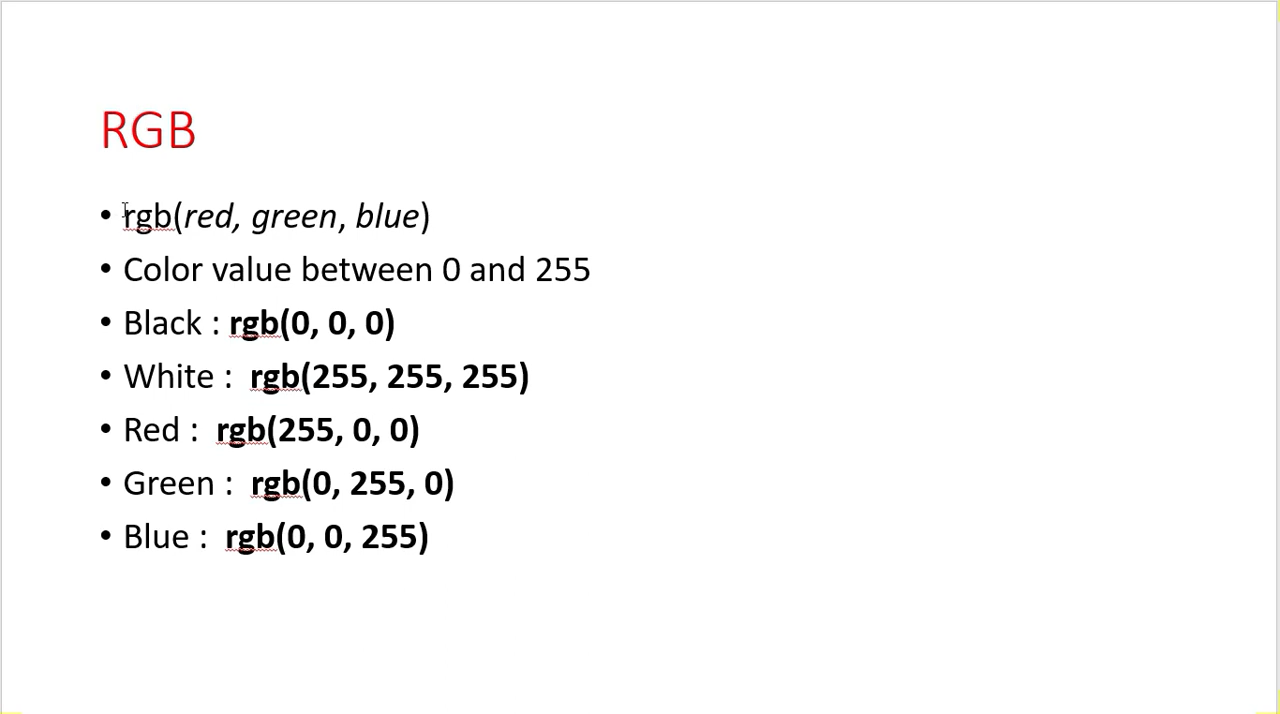 RGB
• rgb(red, green, blue)
• Color value between 0 and 255
• Black : rgb(0, 0, 0)
• White :  rgb(255, 255, 255)
• Red :  rgb(255, 0, 0)
• Green :  rgb(0, 255, 0)
• Blue :  rgb(0, 0, 255)